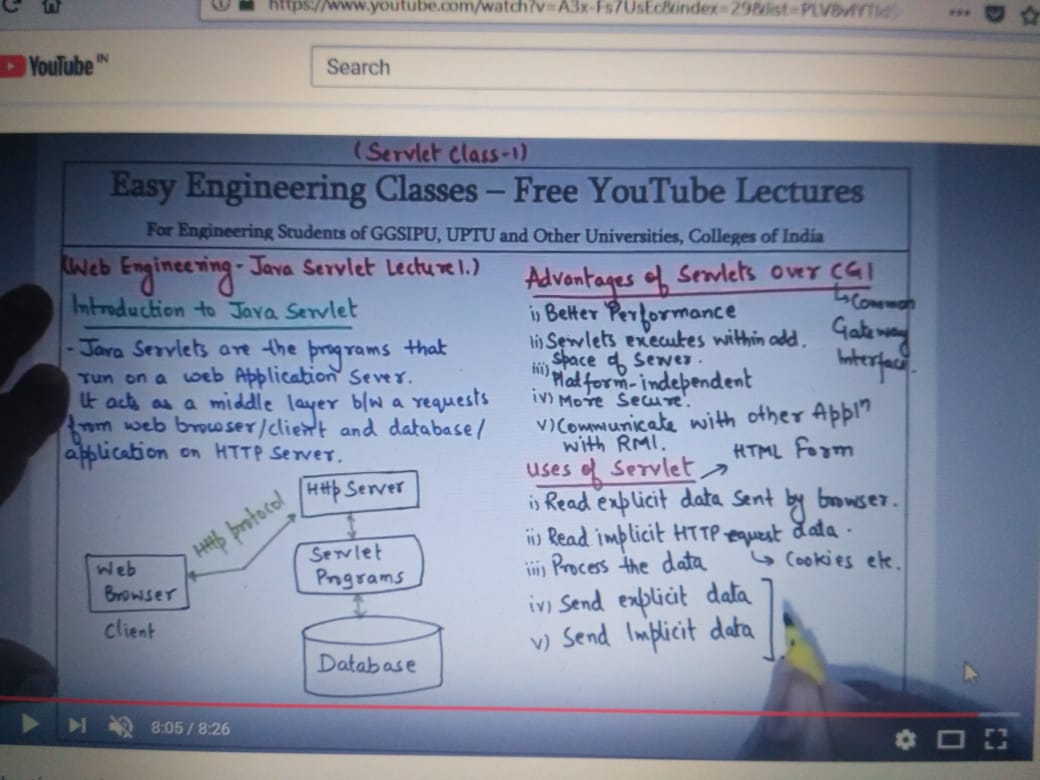 https://www.youtube.com/watch?v=A3x-Fs7UsEc&index=29&list=PLV8vIYTIdS
YouTube IN
Search
(Servlet Class-1)
Easy Engineering Classes – Free YouTube Lectures
For Engineering Students of GGSIPU, UPTU and Other Universities, Colleges of India
(Web Engineering - Java Servlet Lecture 1.)
Introduction to Java Servlet
- Java Servlets are the programs that
run on a web Application Sever.
It acts as a middle layer b/w a requests
from web browser/client and database/
application on HTTP Server.
Http Server
Http protocol
Servlet
Programs
Web
Browser
Client
Database
Advantages of Servlets over CGI
↳ Common
Gateway
Interface.
i) Better Performance
ii) Servlets executes within add.
space of Server.
iii) Platform-independent
iv) More Secure.
v) Communicate with other Applⁿ
with RMI.
Uses of Servlet → HTML Form
i) Read explicit data sent by browser.
ii) Read implicit HTTP request data.
↳ Cookies etc.
iii) Process the data
iv) Send explicit data
v) Send Implicit data
8:05 / 8:26